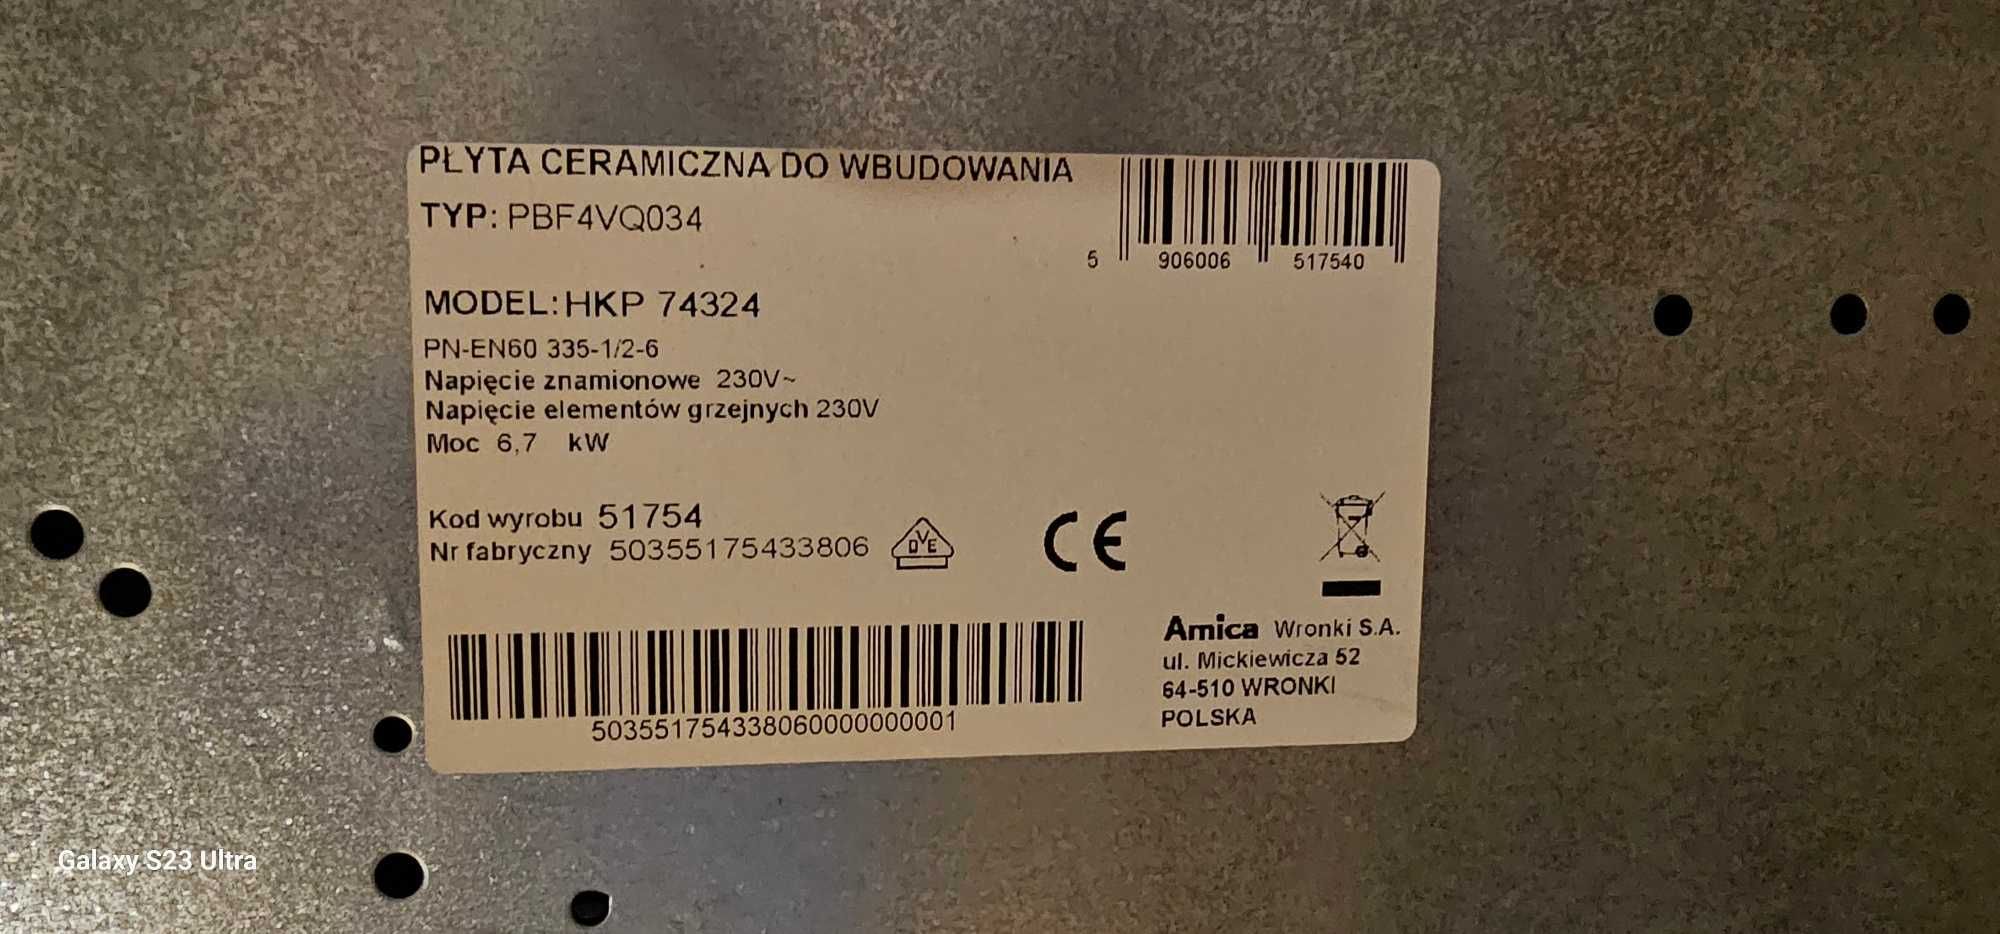 PŁYTA CERAMICZNA DO WBUDOWANIA
TYP: PBF4VQ034
5 906006 517540
MODEL: HKP 74324
PN-EN60 335-1/2-6
Napięcie znamionowe 230V~
Napięcie elementów grzejnych 230V
Moc 6,7 kW
Kod wyrobu 51754
Nr fabryczny 50355175433806
DVE
CE
503551754338060000000001
Amica Wronki S.A.
ul. Mickiewicza 52
64-510 WRONKI
POLSKA
Galaxy S23 Ultra